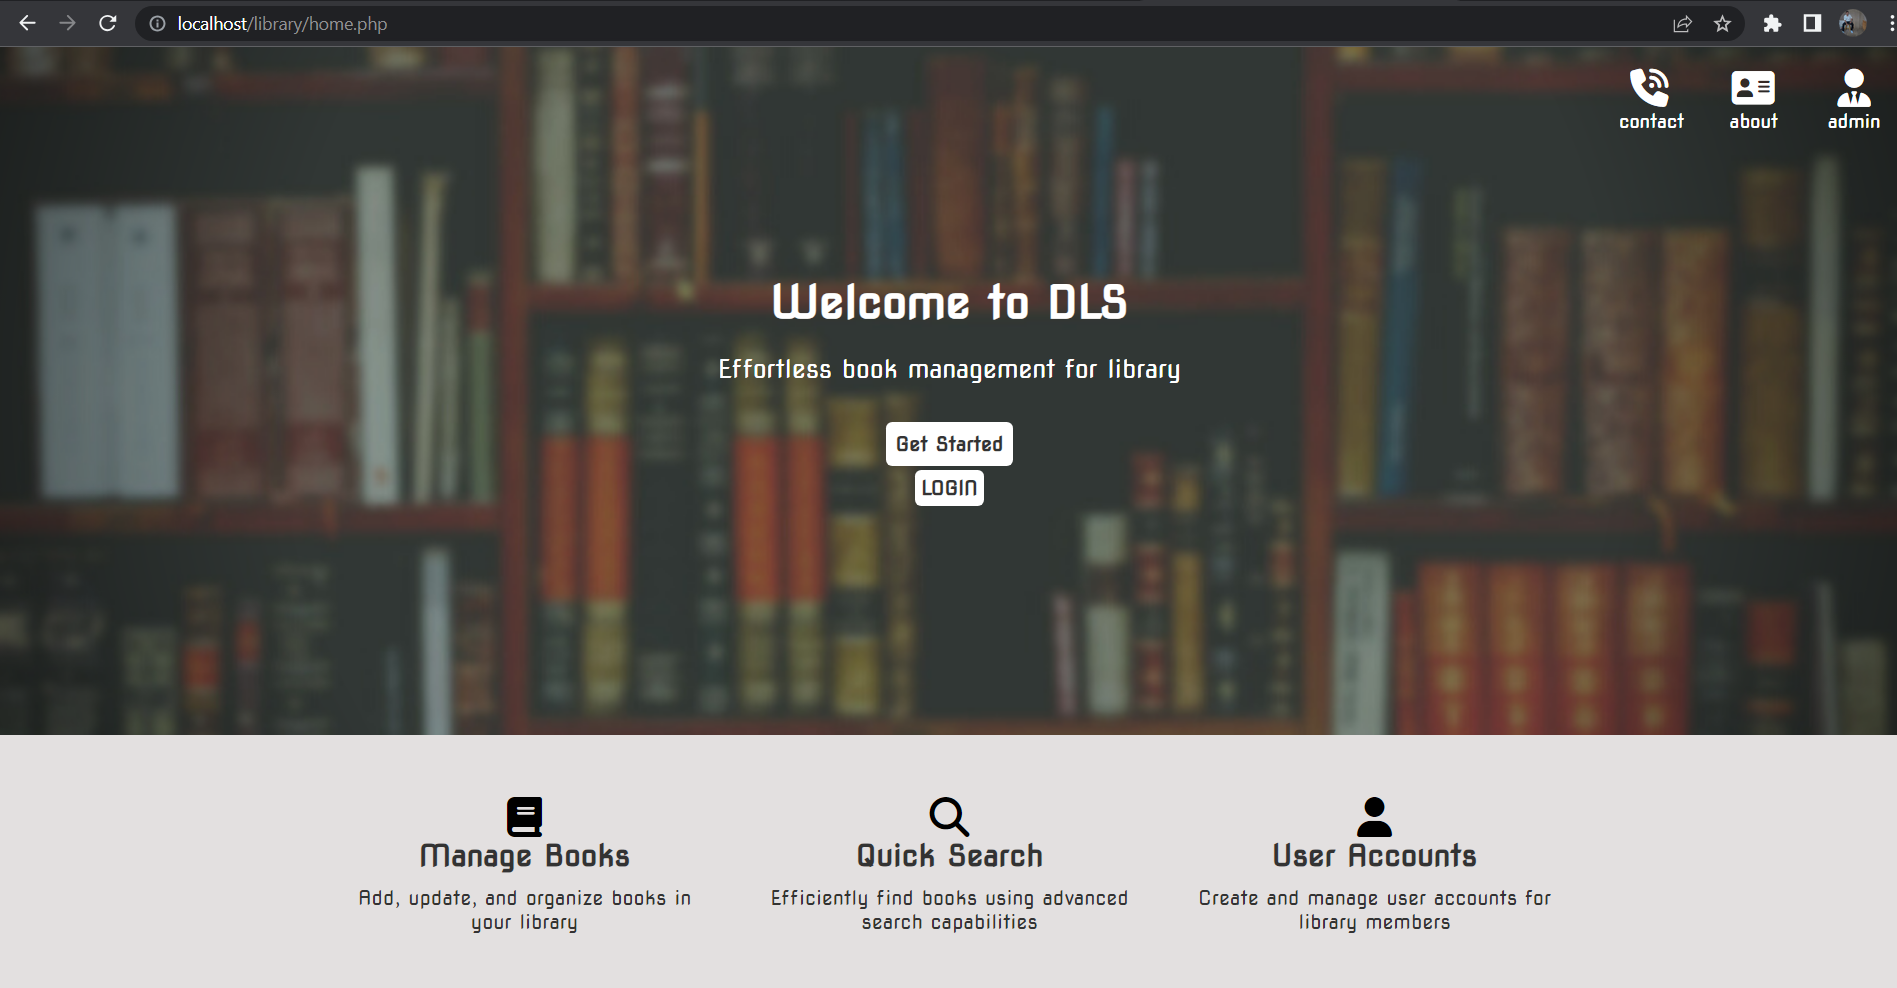 localhost/library/home.php
contact about admin
Welcome to DLS
Effortless book management for library
Get Started
LOGIN
Manage Books
Add, update, and organize books in
your library
Quick Search
Efficiently find books using advanced
search capabilities
User Accounts
Create and manage user accounts for
library members